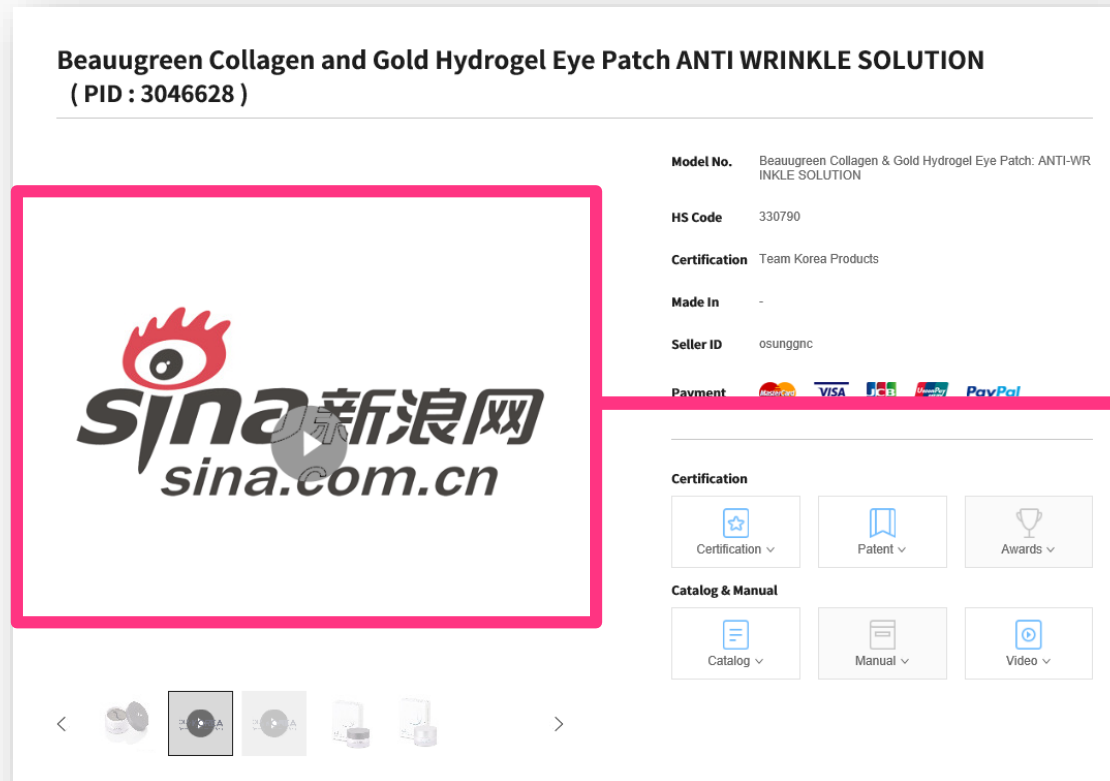 Beauugreen Collagen and Gold Hydrogel Eye Patch ANTI WRINKLE SOLUTION
( PID : 3046628 )
Model No. Beauugreen Collagen & Gold Hydrogel Eye Patch: ANTI-WR
INKLE SOLUTION
HS Code 330790
Certification Team Korea Products
Made In -
Seller ID osunggnc
Payment MasterCard VISA JCB UnionPay PayPal
sina新浪网
sina.com.cn
Certification
Certification Patent Awards
Catalog & Manual
Catalog Manual Video